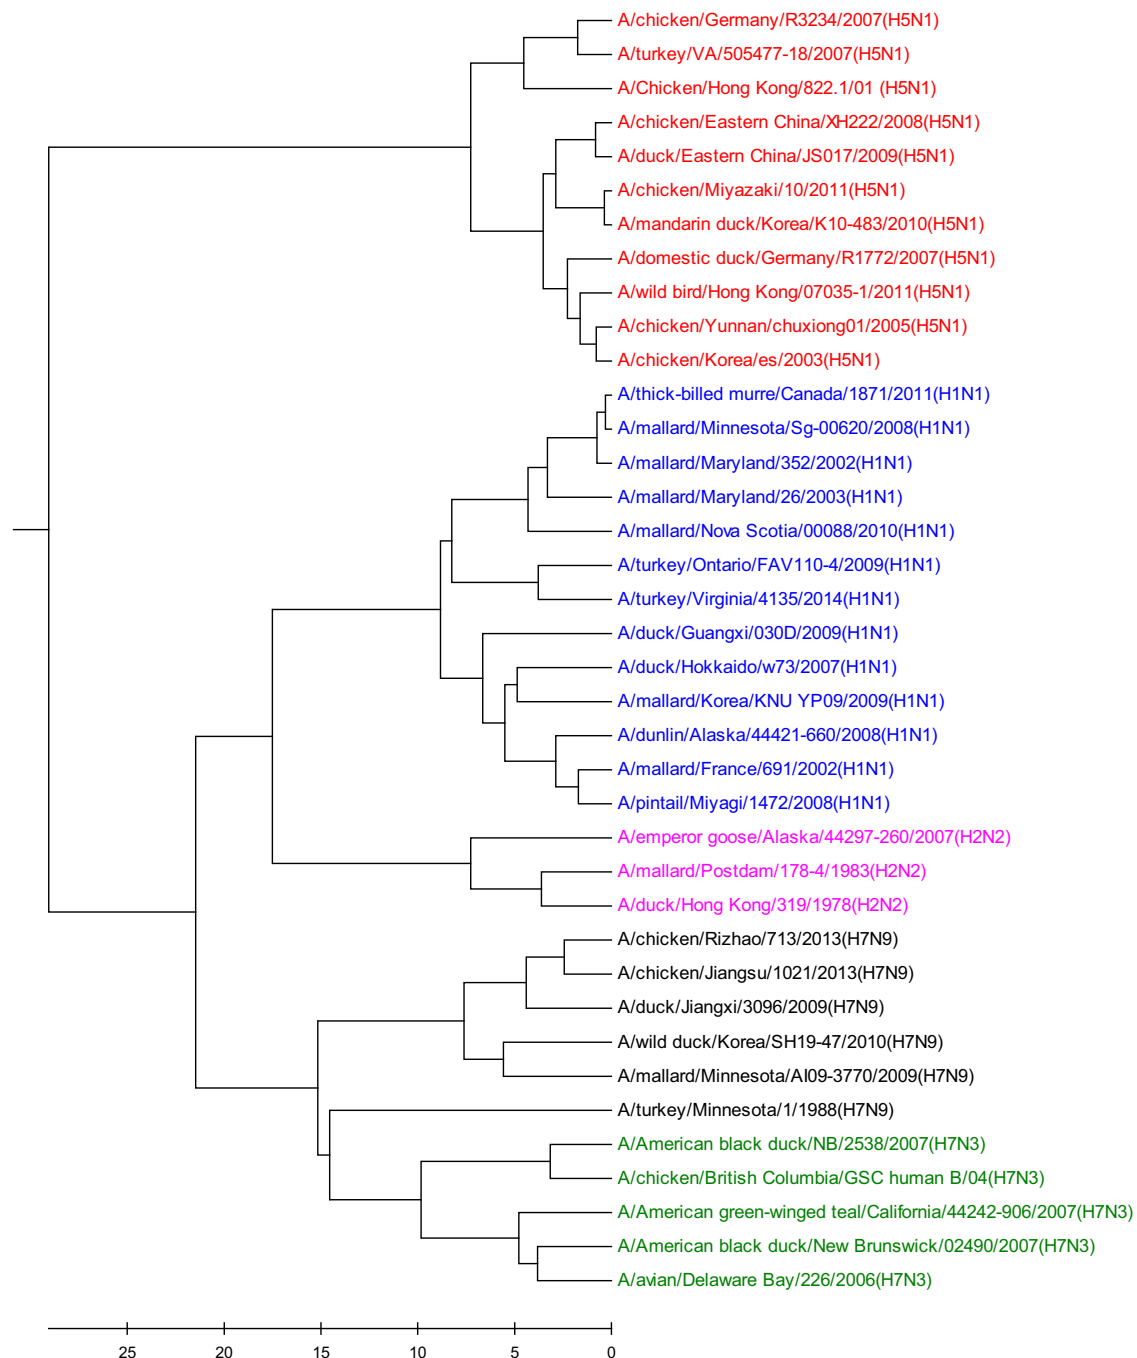 A/chicken/Germany/R3234/2007(H5N1)
A/turkey/VA/505477-18/2007(H5N1)
A/Chicken/Hong Kong/822.1/01 (H5N1)
A/chicken/Eastern China/XH222/2008(H5N1)
A/duck/Eastern China/JS017/2009(H5N1)
A/chicken/Miyazaki/10/2011(H5N1)
A/mandarin duck/Korea/K10-483/2010(H5N1)
A/domestic duck/Germany/R1772/2007(H5N1)
A/wild bird/Hong Kong/07035-1/2011(H5N1)
A/chicken/Yunnan/chuxiong01/2005(H5N1)
A/chicken/Korea/es/2003(H5N1)
A/thick-billed murre/Canada/1871/2011(H1N1)
A/mallard/Minnesota/Sg-00620/2008(H1N1)
A/mallard/Maryland/352/2002(H1N1)
A/mallard/Maryland/26/2003(H1N1)
A/mallard/Nova Scotia/00088/2010(H1N1)
A/turkey/Ontario/FAV110-4/2009(H1N1)
A/turkey/Virginia/4135/2014(H1N1)
A/duck/Guangxi/030D/2009(H1N1)
A/duck/Hokkaido/w73/2007(H1N1)
A/mallard/Korea/KNU YP09/2009(H1N1)
A/dunlin/Alaska/44421-660/2008(H1N1)
A/mallard/France/691/2002(H1N1)
A/pintail/Miyagi/1472/2008(H1N1)
A/emperor goose/Alaska/44297-260/2007(H2N2)
A/mallard/Postdam/178-4/1983(H2N2)
A/duck/Hong Kong/319/1978(H2N2)
A/chicken/Rizhao/713/2013(H7N9)
A/chicken/Jiangsu/1021/2013(H7N9)
A/duck/Jiangxi/3096/2009(H7N9)
A/wild duck/Korea/SH19-47/2010(H7N9)
A/mallard/Minnesota/AI09-3770/2009(H7N9)
A/turkey/Minnesota/1/1988(H7N9)
A/American black duck/NB/2538/2007(H7N3)
A/chicken/British Columbia/GSC human B/04(H7N3)
A/American green-winged teal/California/44242-906/2007(H7N3)
A/American black duck/New Brunswick/02490/2007(H7N3)
A/avian/Delaware Bay/226/2006(H7N3)
25 20 15 10 5 0